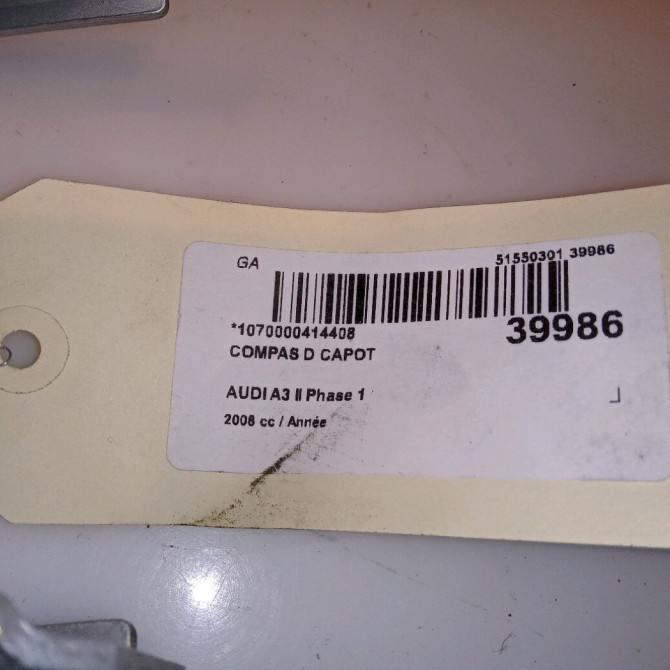 GA 51550301 39986
*1070000414408 39986
COMPAS D CAPOT
AUDI A3 II Phase 1
2008 cc / Année